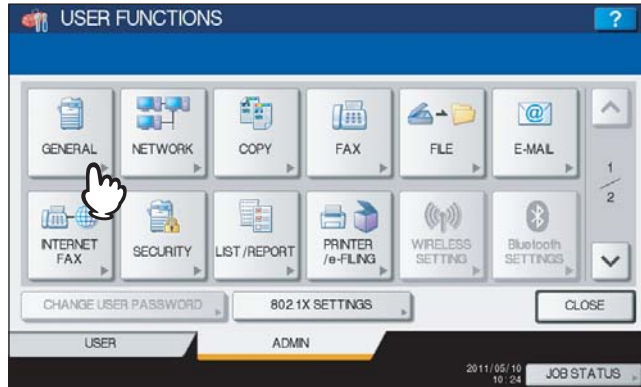 USER FUNCTIONS
?
GENERAL
NETWORK
COPY
FAX
FILE
E-MAIL
1
2
INTERNET
FAX
SECURITY
LIST/REPORT
PRINTER
/e-FILING
WIRELESS
SETTING
Bluetooth
SETTINGS
CHANGE USER PASSWORD
802.1X SETTINGS
CLOSE
USER
ADMIN
2011/05/10
10:24
JOB STATUS